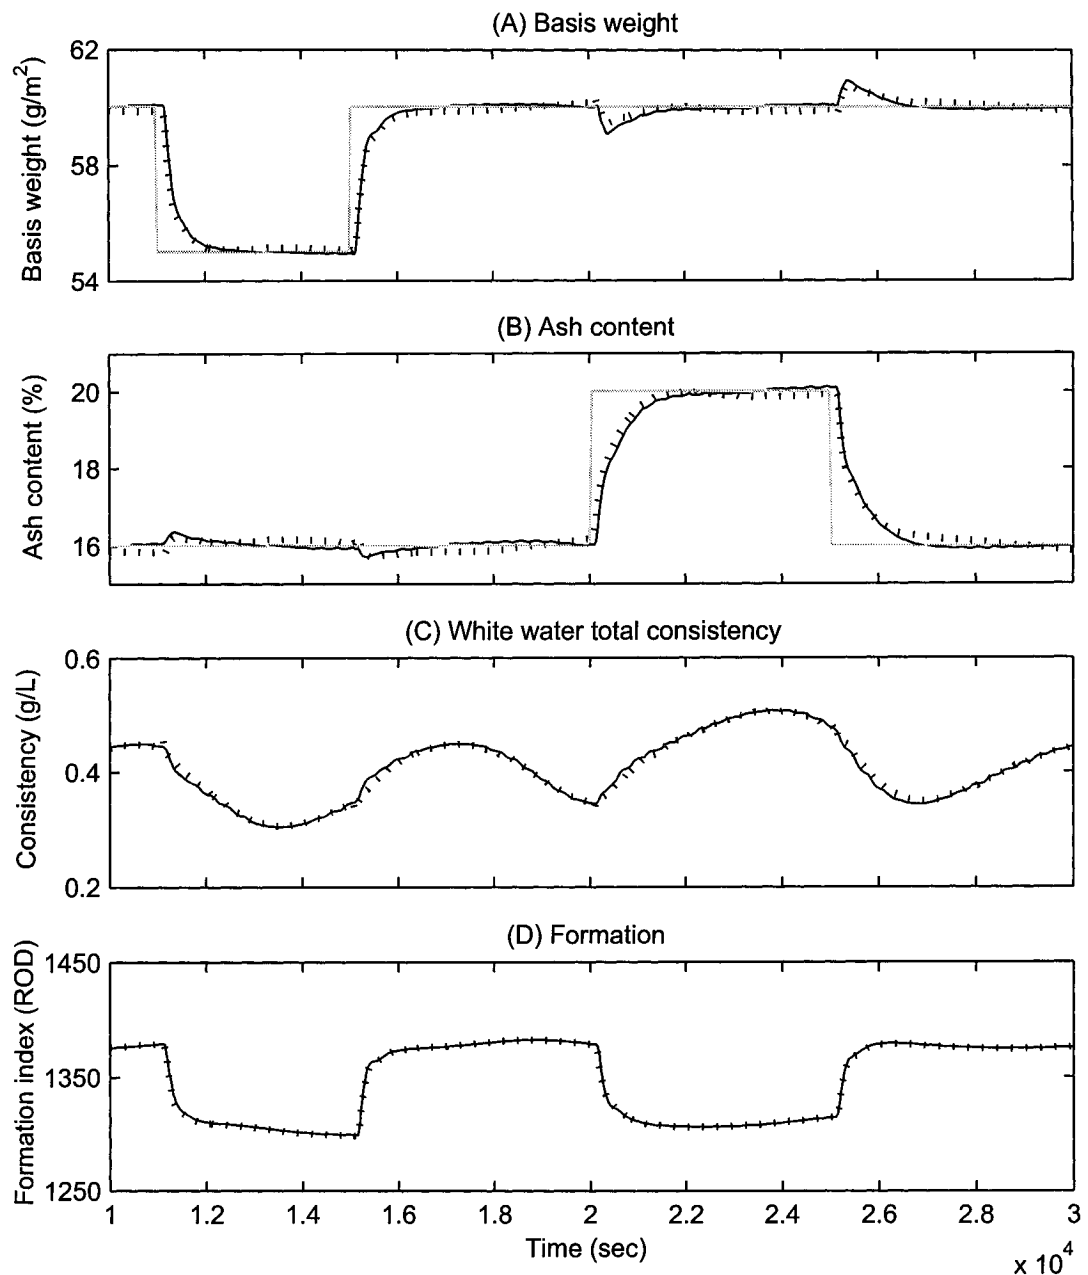 (A) Basis weight
Basis weight (g/m²)
62
58
54
(B) Ash content
Ash content (%)
20
18
16
(C) White water total consistency
Consistency (g/L)
0.6
0.4
0.2
(D) Formation
Formation index (ROD)
1450
1350
1250
1 1.2 1.4 1.6 1.8 2 2.2 2.4 2.6 2.8 3
Time (sec)
x 10⁴